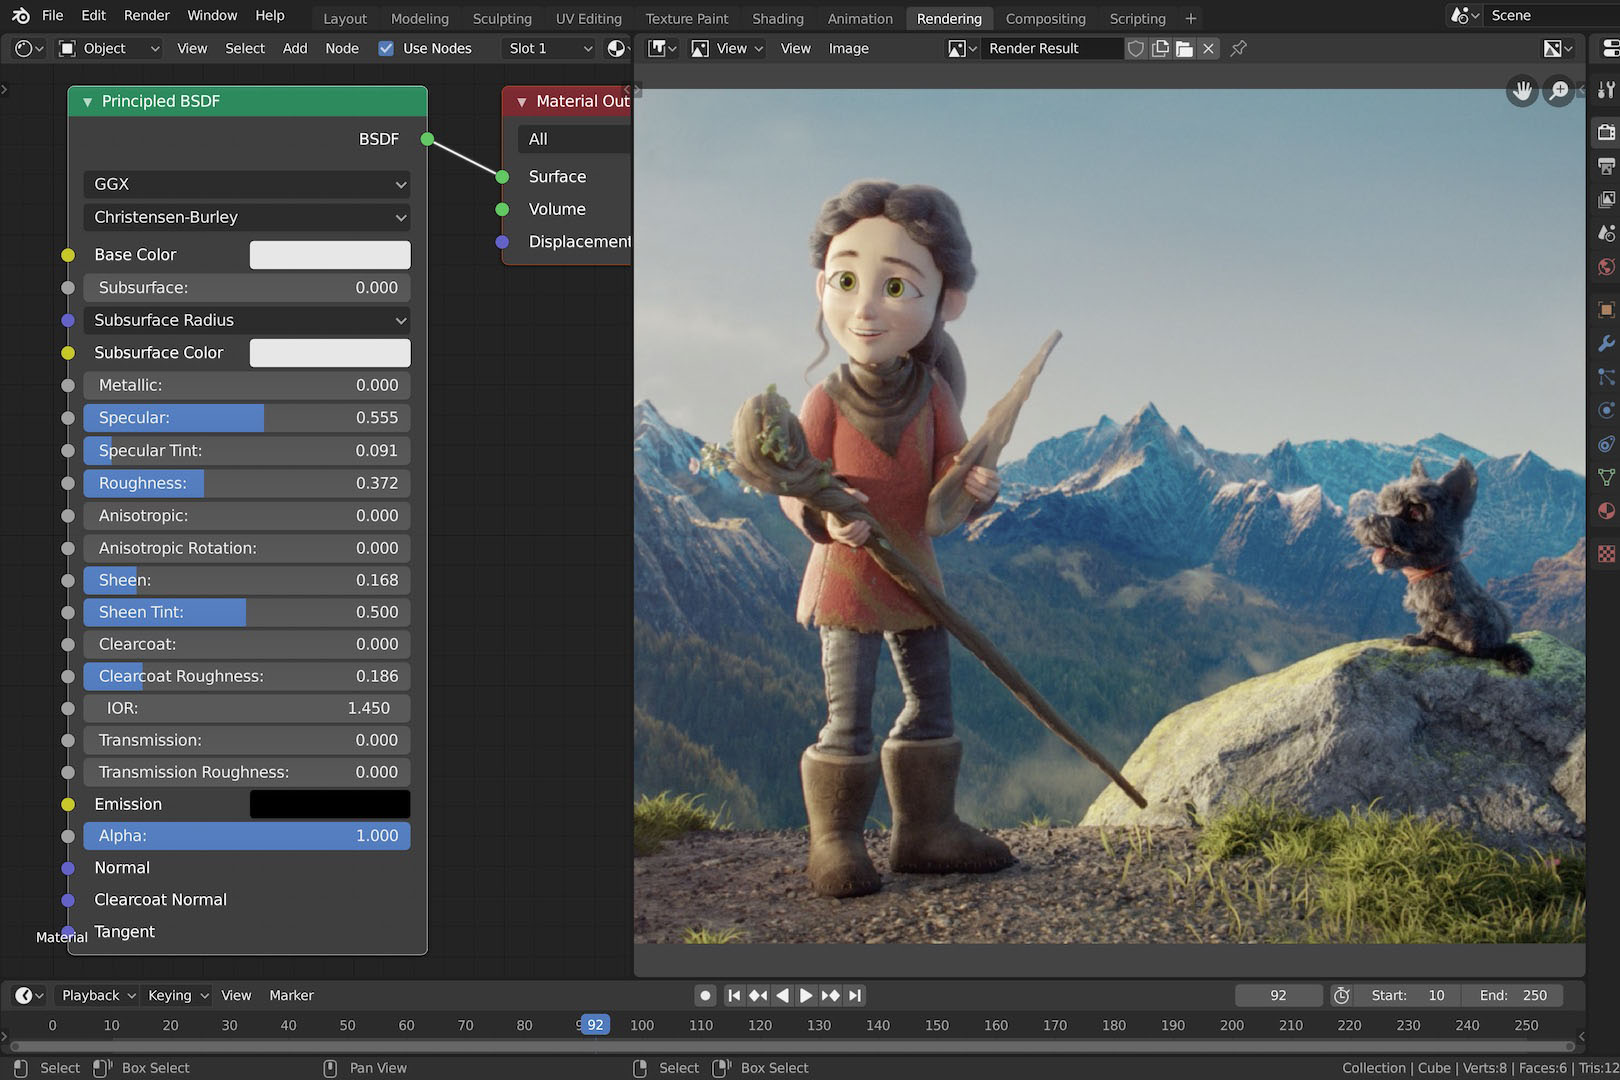 File Edit Render Window Help Layout Modeling Sculpting UV Editing Texture Paint Shading Animation Rendering Compositing Scripting + Scene
Object View Select Add Node Use Nodes Slot 1 View View Image Render Result
Principled BSDF
BSDF
GGX
Christensen-Burley
Base Color
Subsurface: 0.000
Subsurface Radius
Subsurface Color
Metallic: 0.000
Specular: 0.555
Specular Tint: 0.091
Roughness: 0.372
Anisotropic: 0.000
Anisotropic Rotation: 0.000
Sheen: 0.168
Sheen Tint: 0.500
Clearcoat: 0.000
Clearcoat Roughness: 0.186
IOR: 1.450
Transmission: 0.000
Transmission Roughness: 0.000
Emission
Alpha: 1.000
Normal
Clearcoat Normal
Tangent
Material
Material Out
All
Surface
Volume
Displacement
Playback Keying View Marker 92 Start: 10 End: 250
0 10 20 30 40 50 60 70 80 92 100 110 120 130 140 150 160 170 180 190 200 210 220 230 240 250
Select Box Select Pan View Select Box Select Collection | Cube | Verts:8 | Faces:6 | Tris:12